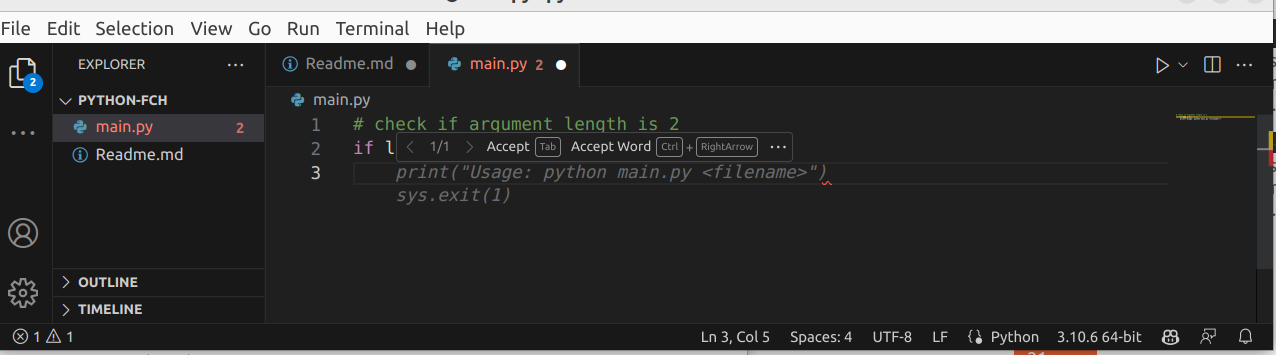 File Edit Selection View Go Run Terminal Help
EXPLORER
Readme.md
main.py 2
2
PYTHON-FCH
main.py
main.py 2
1 # check if argument length is 2
2 if l
1/1 Accept Tab Accept Word Ctrl + RightArrow
Readme.md
3 print("Usage: python main.py <filename>")
sys.exit(1)
OUTLINE
TIMELINE
1 1
Ln 3, Col 5 Spaces: 4 UTF-8 LF Python 3.10.6 64-bit